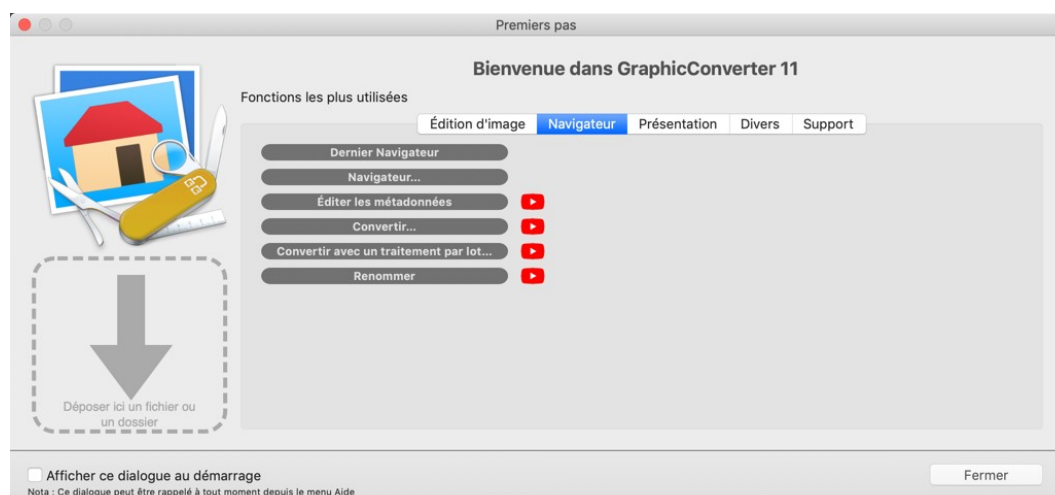 Premiers pas
Bienvenue dans GraphicConverter 11
Fonctions les plus utilisées
Édition d'image Navigateur Présentation Divers Support
Dernier Navigateur
Navigateur...
Éditer les métadonnées
Convertir...
Convertir avec un traitement par lot...
Renommer
Déposer ici un fichier ou
un dossier
Afficher ce dialogue au démarrage
Nota : Ce dialogue peut être rappelé à tout moment depuis le menu Aide
Fermer